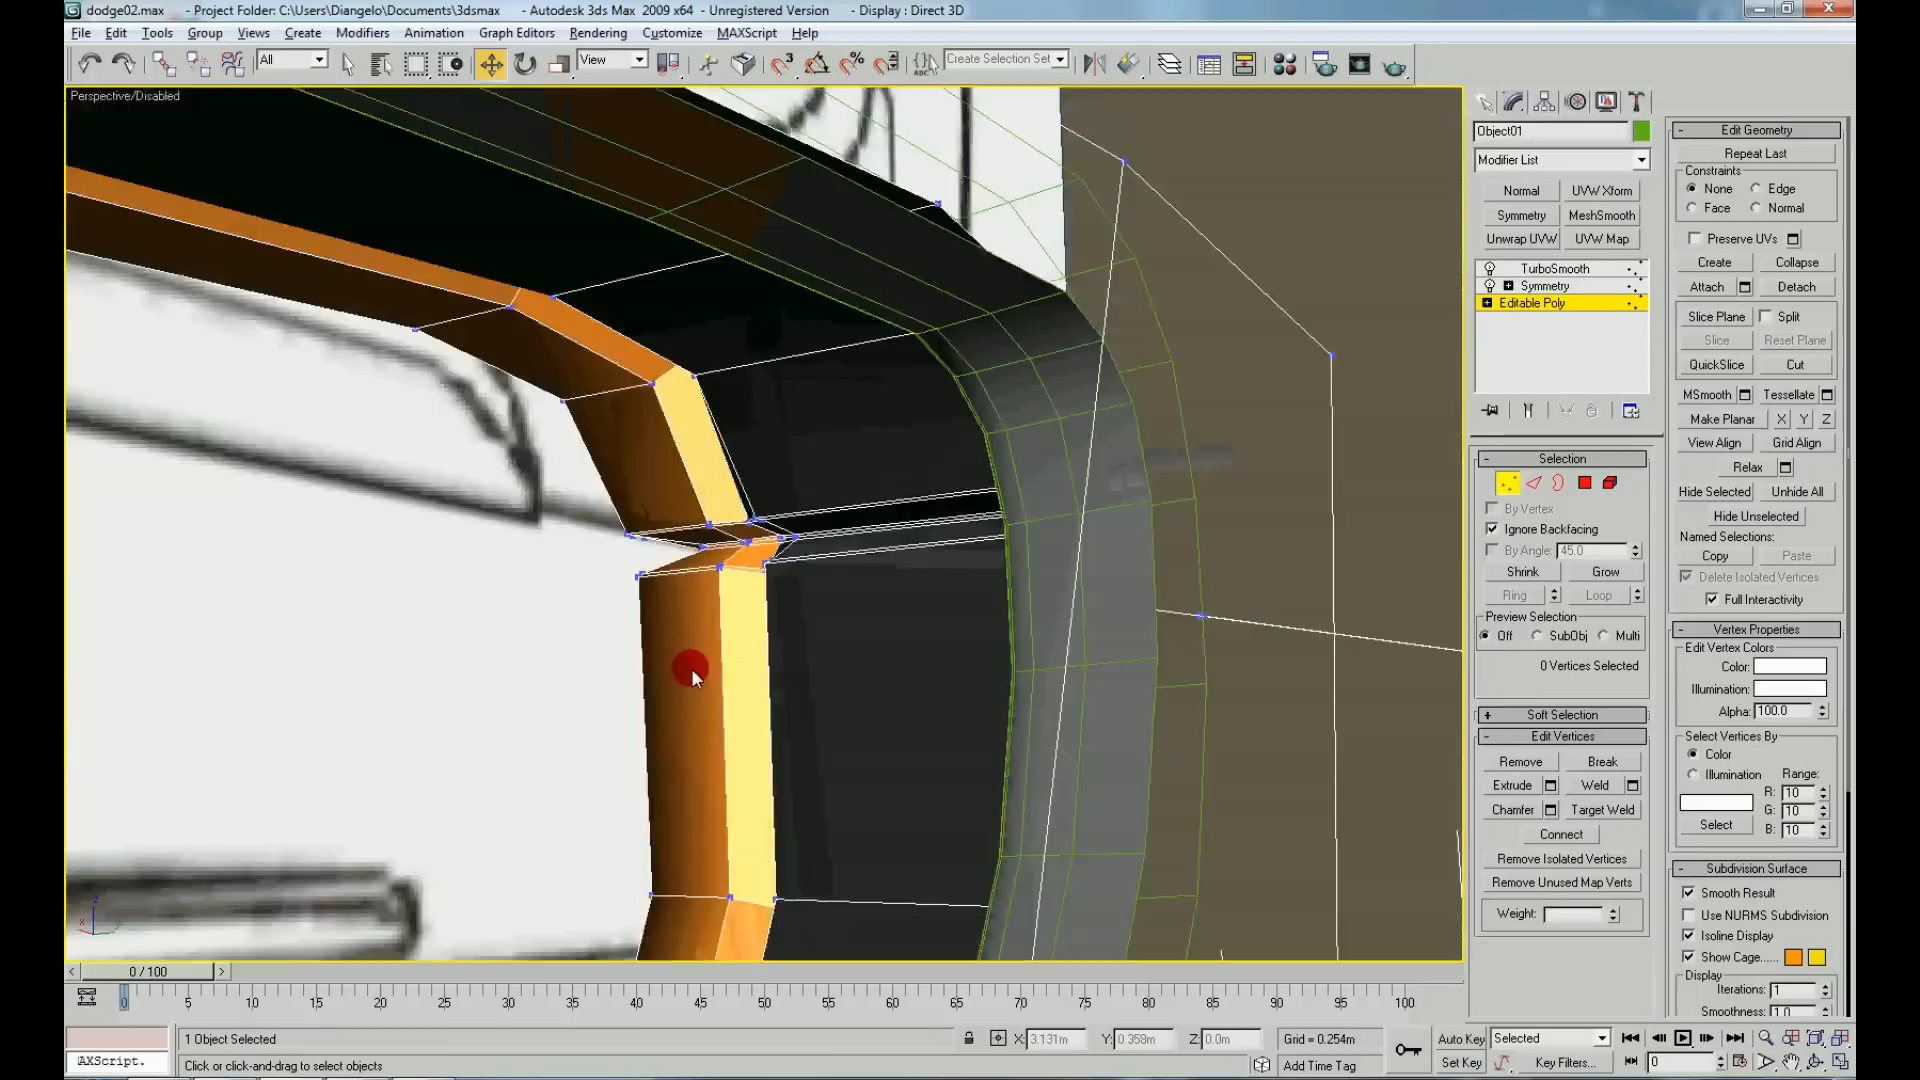 dodge02.max - Project Folder: C:\Users\Diangelo\Documents\3dsmax - Autodesk 3ds Max 2009 x64 - Unregistered Version - Display : Direct 3D
File Edit Tools Group Views Create Modifiers Animation Graph Editors Rendering Customize MAXScript Help
All View 3 Create Selection Set
Perspective/Disabled
Object01
Modifier List
Normal UVW Xform
Symmetry MeshSmooth
Unwrap UVW UVW Map
TurboSmooth
Symmetry
Editable Poly
- Selection
By Vertex
Ignore Backfacing
By Angle: 45.0
Shrink Grow
Ring Loop
Preview Selection
Off SubObj Multi
0 Vertices Selected
+ Soft Selection
- Edit Vertices
Remove Break
Extrude Weld
Chamfer Target Weld
Connect
Remove Isolated Vertices
Remove Unused Map Verts
Weight:
- Edit Geometry
Repeat Last
Constraints
None Edge
Face Normal
Preserve UVs
Create Collapse
Attach Detach
Slice Plane Split
Slice Reset Plane
QuickSlice Cut
MSmooth Tessellate
Make Planar X Y Z
View Align Grid Align
Relax
Hide Selected Unhide All
Hide Unselected
Named Selections:
Copy Paste
Delete Isolated Vertices
Full Interactivity
- Vertex Properties
Edit Vertex Colors
Color:
Illumination:
Alpha: 100.0
Select Vertices By
Color
Illumination Range:
R: 10
G: 10
Select B: 10
- Subdivision Surface
Smooth Result
Use NURMS Subdivision
Isoline Display
Show Cage......
Display
Iterations: 1
Smoothness: 1.0
< 0 / 100 >
0 5 10 15 20 25 30 35 40 45 50 55 60 65 70 75 80 85 90 95 100
1 Object Selected X: 3.131m Y: 0.358m Z: 0.0m Grid = 0.254m Auto Key Selected
AXScript. Click or click-and-drag to select objects Add Time Tag Set Key Key Filters... 0